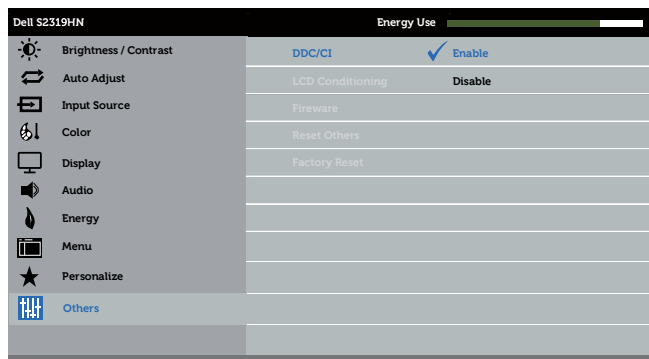 Dell S2319HN Energy Use
Brightness / Contrast DDC/CI Enable
Auto Adjust LCD Conditioning Disable
Input Source Fireware
Color Reset Others
Display Factory Reset
Audio
Energy
Menu
Personalize
Others